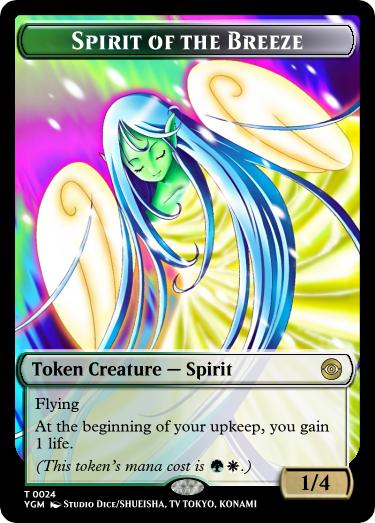 Spirit of the Breeze
Token Creature — Spirit
Flying
At the beginning of your upkeep, you gain
1 life.
(This token's mana cost is .)
1/4
T 0024
YGM Studio Dice/SHUEISHA, TV TOKYO, KONAMI